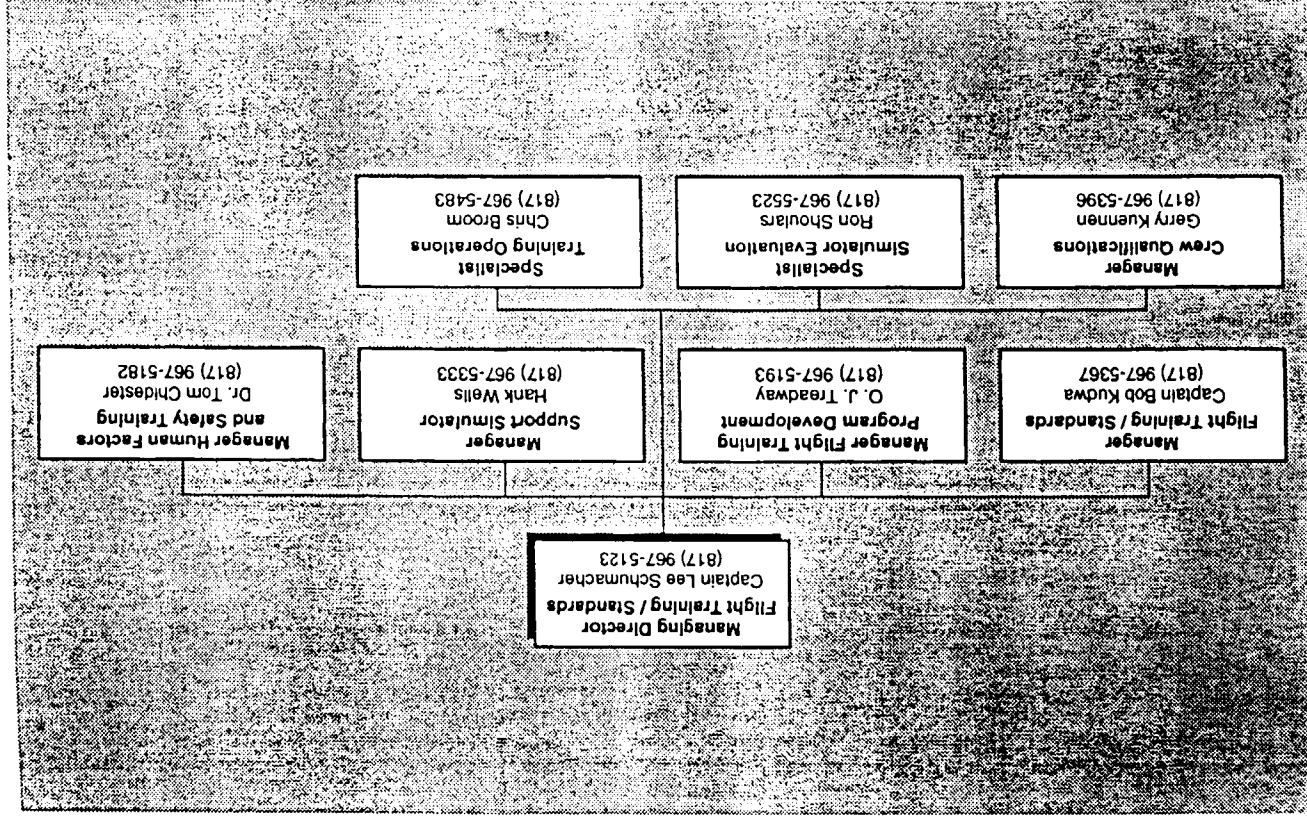 Managing Director
Flight Training / Standards
Captain Lee Schumacher
(817) 967-5123
Manager
Flight Training / Standards
Captain Bob Kudwa
(817) 967-5367
Manager Flight Training
Program Development
O. J. Treadway
(817) 967-5193
Manager
Support Simulator
Hank Wells
(817) 967-5333
Manager Human Factors
and Safety Training
Dr. Tom Chidester
(817) 967-5182
Manager
Crew Qualifications
Gerry Kuennen
(817) 967-5396
Specialist
Simulator Evaluation
Ron Shoulars
(817) 967-5523
Specialist
Training Operations
Chris Broom
(817) 967-5483